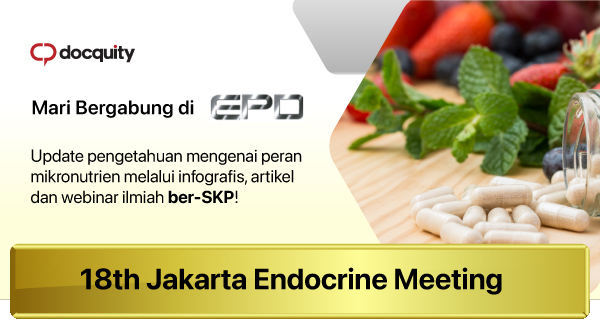 docquity
Mari Bergabung di EPO
Update pengetahuan mengenai peran
mikronutrien melalui infografis, artikel
dan webinar ilmiah ber-SKP!
18th Jakarta Endocrine Meeting